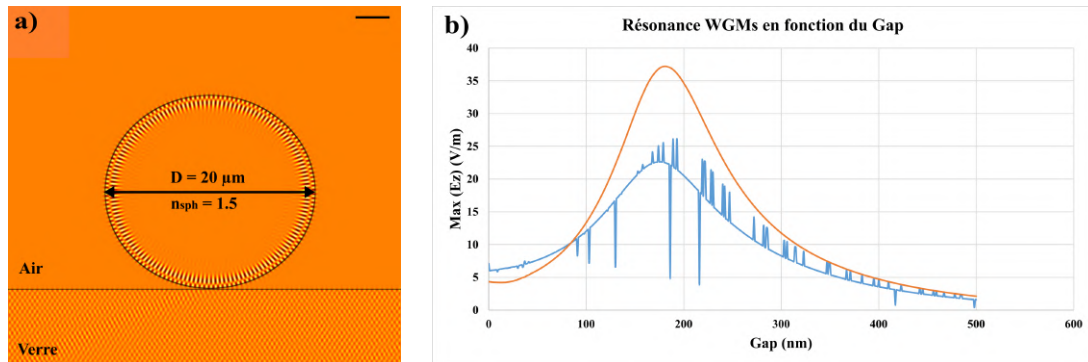 a)
D = 20 µm
nsph = 1.5
Air
Verre
b)
Résonance WGMs en fonction du Gap
Max (Ez) (V/m)
40
35
30
25
20
15
10
5
0
0 100 200 300 400 500 600
Gap (nm)